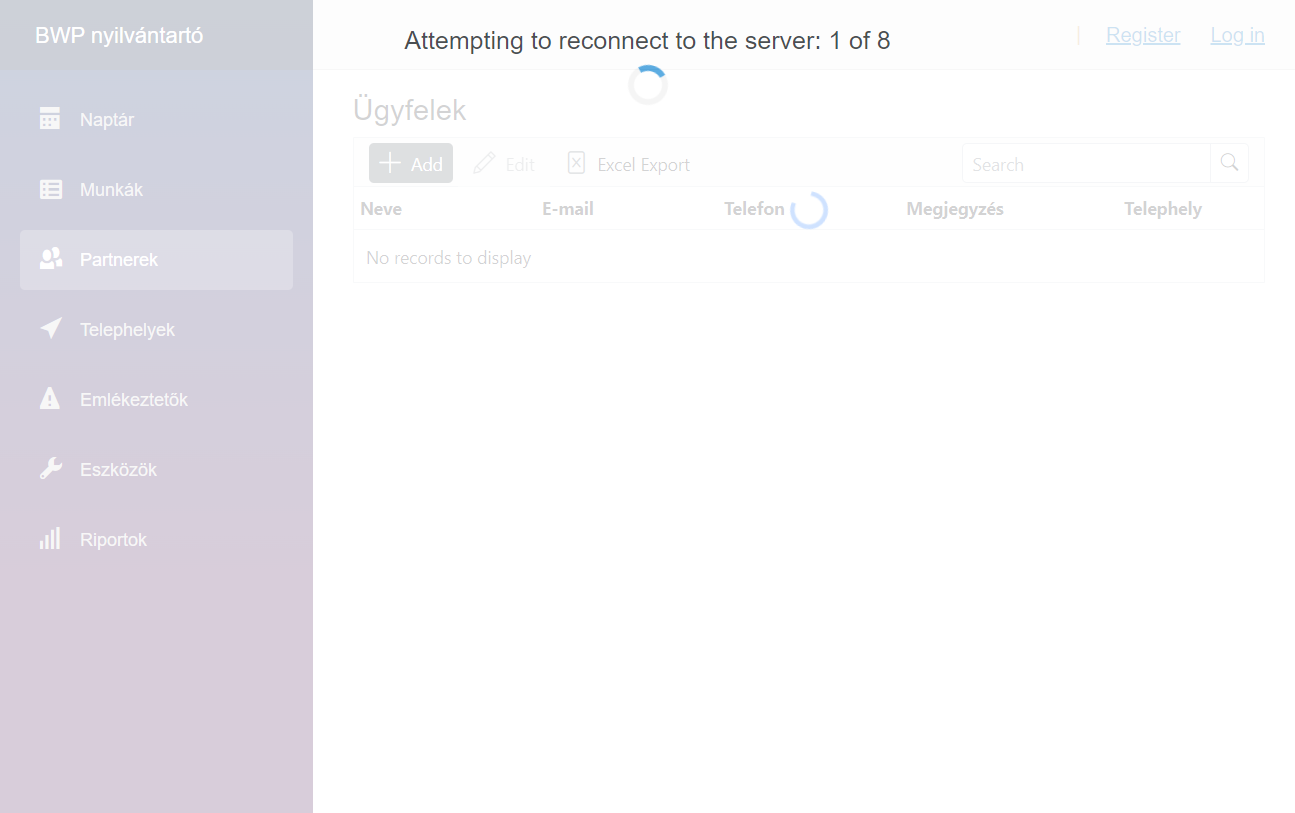 BWP nyilvántartó
Attempting to reconnect to the server: 1 of 8
Register Log in
Naptár
Munkák
Partnerek
Telephelyek
Emlékeztetők
Eszközök
Riportok
Ügyfelek
Add Edit Excel Export Search
Neve E-mail Telefon Megjegyzés Telephely
No records to display